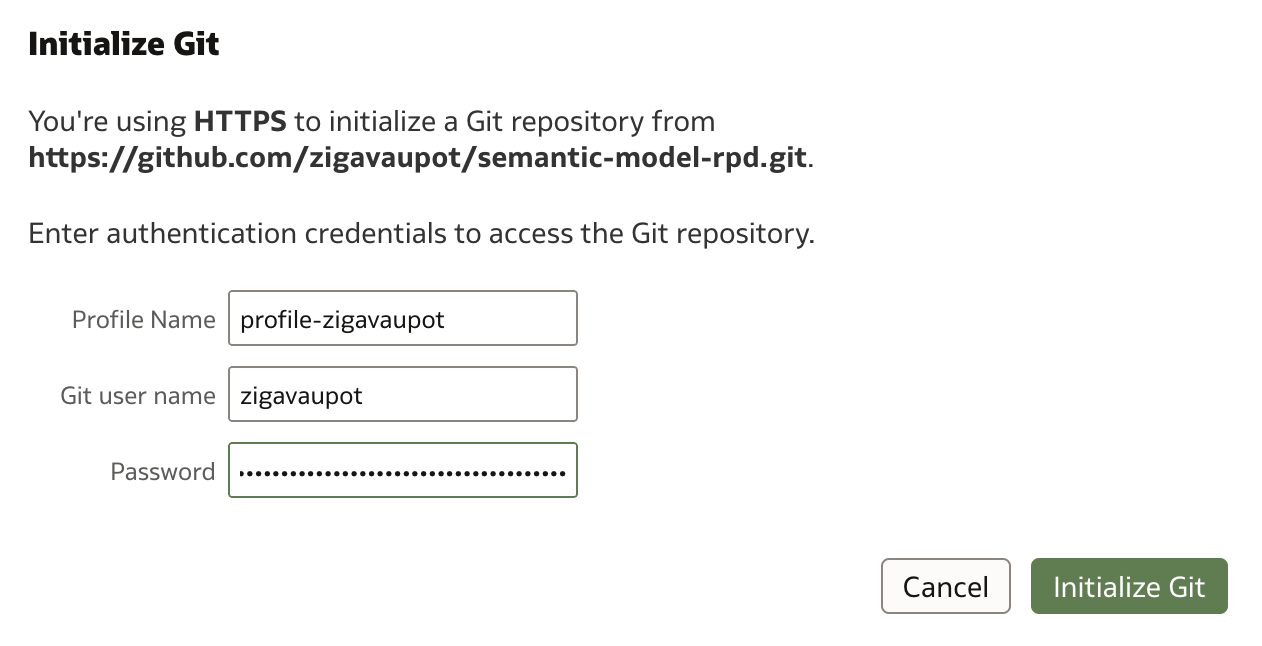 Initialize Git
You're using HTTPS to initialize a Git repository from
https://github.com/zigavaupot/semantic-model-rpd.git.
Enter authentication credentials to access the Git repository.
Profile Name profile-zigavaupot
Git user name zigavaupot
Password
Cancel Initialize Git